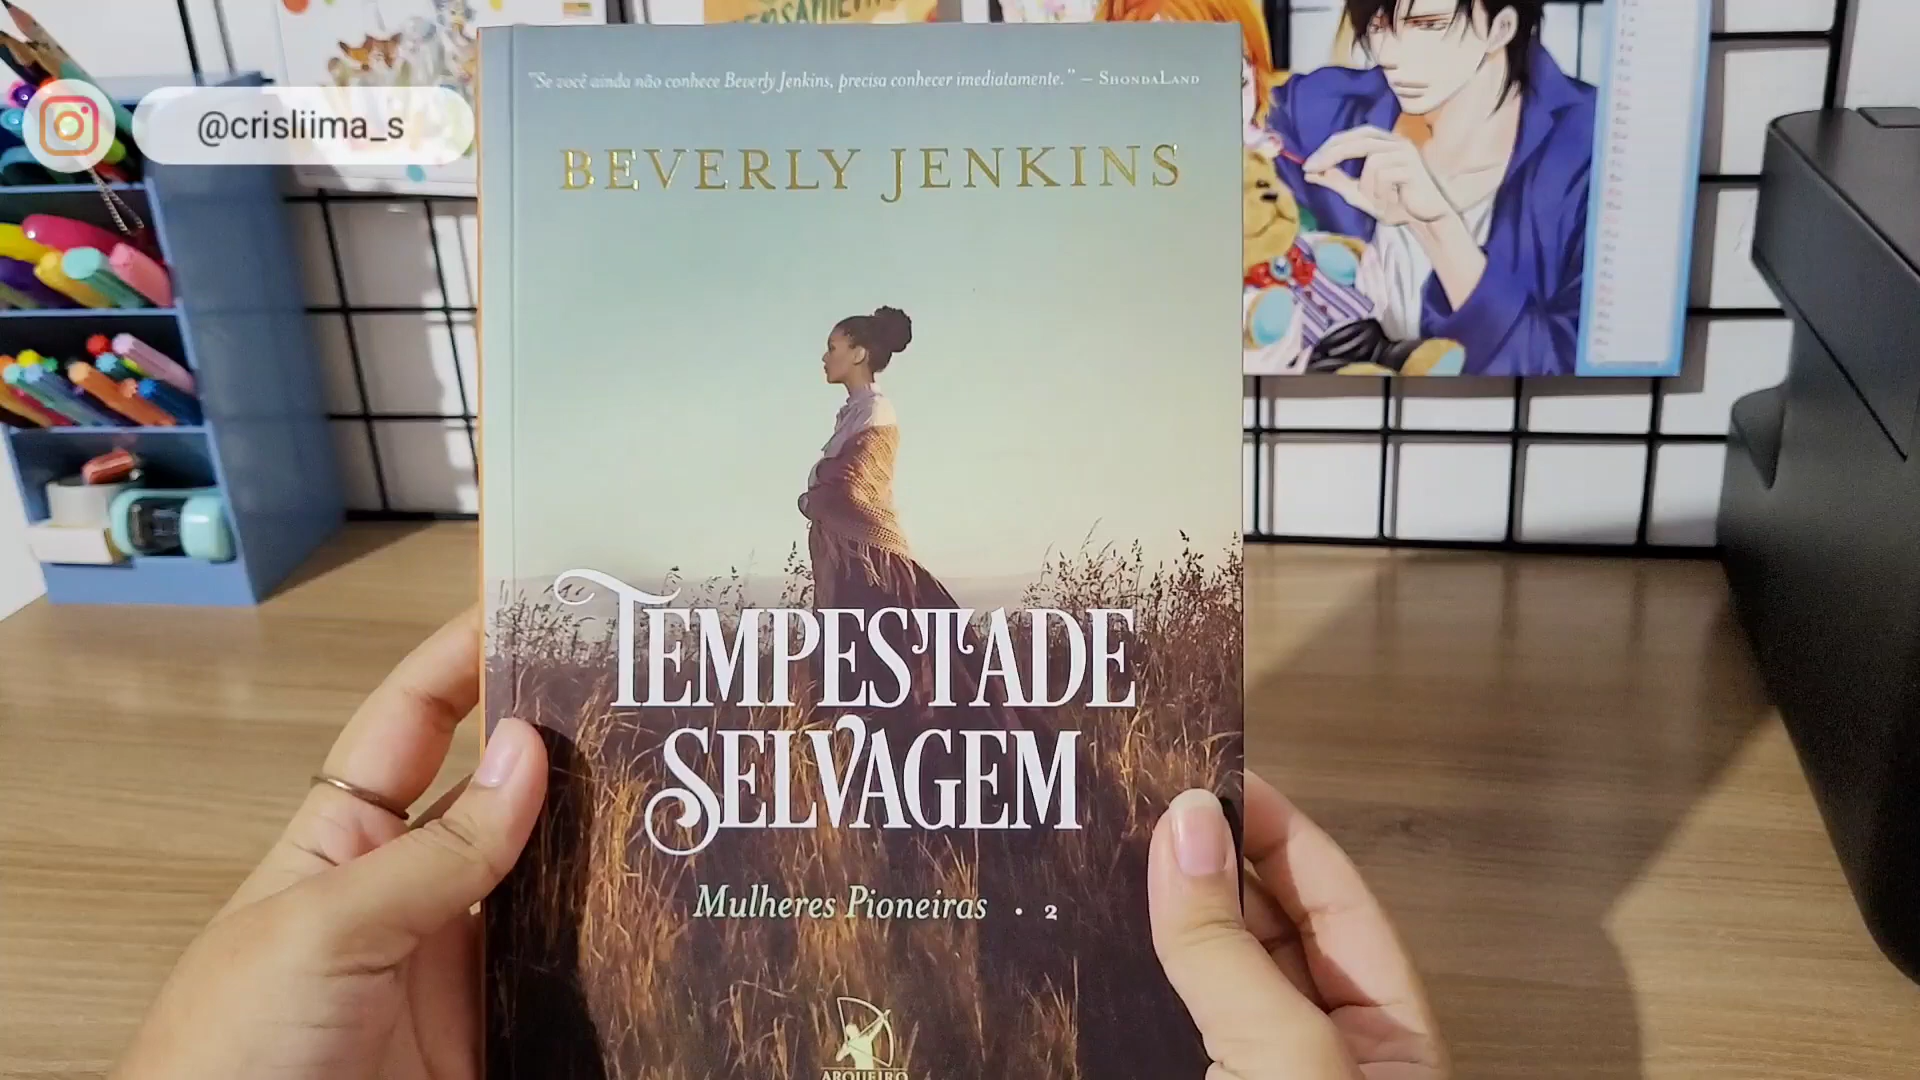 @crisliima_s
"Se você ainda não conhece Beverly Jenkins, precisa conhecer imediatamente." — ShondaLand
BEVERLY JENKINS
TEMPESTADE
SELVAGEM
Mulheres Pioneiras • 2
ARQUEIRO